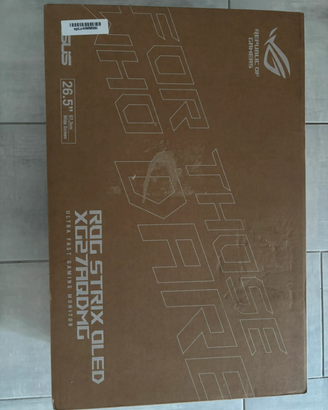 REPUBLIC OF
GAMERS
FOR THOSE
WHO DARE
ASUS
26.5"
ROG STRIX OLED
XG27AQDMG
ULTRA FAST GAMING MONITOR